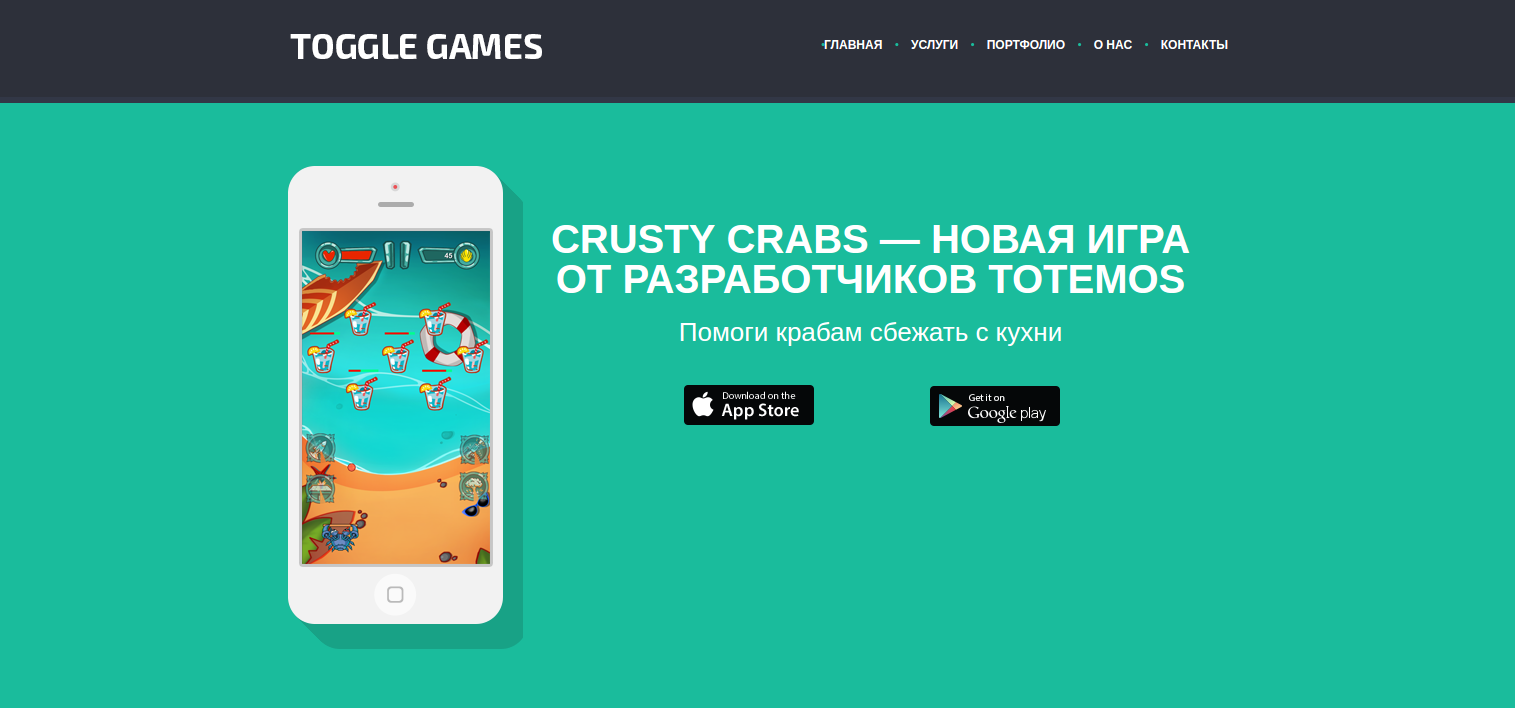 TOGGLE GAMES
ГЛАВНАЯ • УСЛУГИ • ПОРТФОЛИО • О НАС • КОНТАКТЫ
CRUSTY CRABS — НОВАЯ ИГРА
ОТ РАЗРАБОТЧИКОВ TOTEMOS
Помоги крабам сбежать с кухни
Download on the
App Store
Get it on
Google play
45